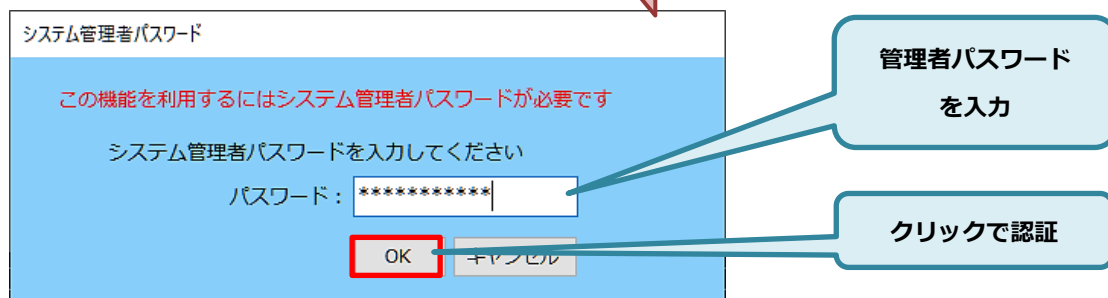 システム管理者パスワード
この機能を利用するにはシステム管理者パスワードが必要です
システム管理者パスワードを入力してください
パスワード： ***********
OK キャンセル
管理者パスワード
を入力
クリックで認証